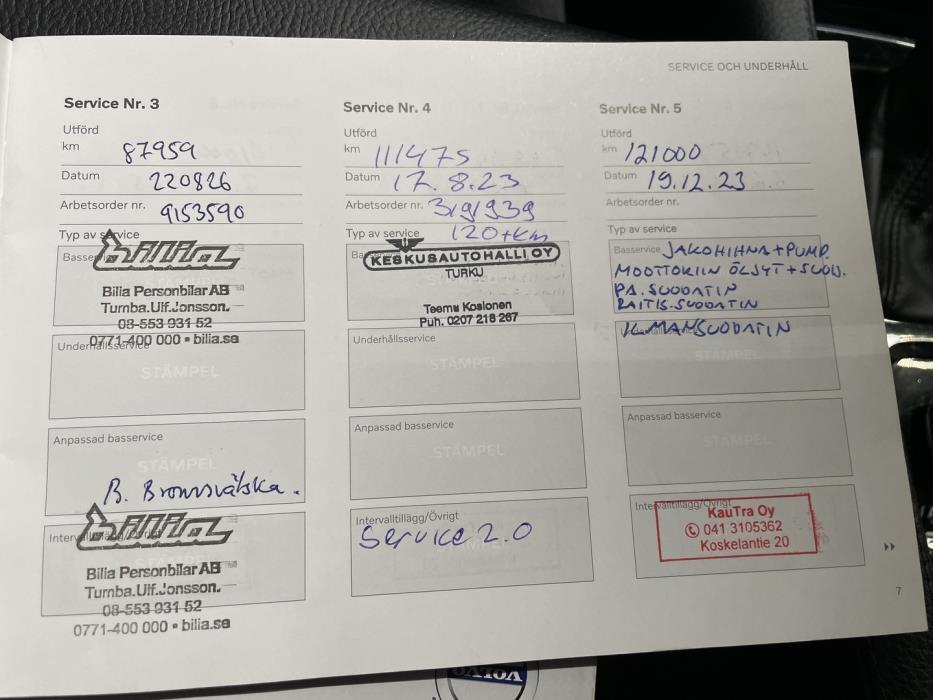 SERVICE OCH UNDERHÅLL
Service Nr. 3
Utförd
km 87959
Datum 220826
Arbetsorder nr. 9153590
Typ av service
Basser
Bilia
Bilia Personbilar AB
Turnba.Ulf.Jonsson.
08-553 931 52
0771-400 000 • bilia.se
Underhållsservice
STÄMPEL
Anpassad basservice
STÄMPEL
B. Bromsvätska.
Intervalltillägg/Övrigt
Bilia
Bilia Personbilar AB
Turnba.Ulf.Jonsson.
08-553 931 52
0771-400 000 • bilia.se
Service Nr. 4
Utförd
km 111475
Datum 17.8.23
Arbetsorder nr. 319939
Typ av service 120tkm
KESKUSAUTOHALLI OY
TURKU
Teemu Koslonen
Puh. 0207 218 267
Underhållsservice
STÄMPEL
Anpassad basservice
STÄMPEL
Intervalltillägg/Övrigt
Service 2.0
Service Nr. 5
Utförd
km 121000
Datum 19.12.23
Arbetsorder nr.
Typ av service
Basservice JAKOHIHNA + PUMP.
MOOTTORIIN ÖLJYT + SUOD.
PA. SUODATIN
RAITIS. SUODATIN
ILMANSUODATIN
STÄMPEL
Anpassad basservice
STÄMPEL
Intervalltillägg/Övrigt
KauTra Oy
041 3105362
Koskelantie 20
7
VOLVO